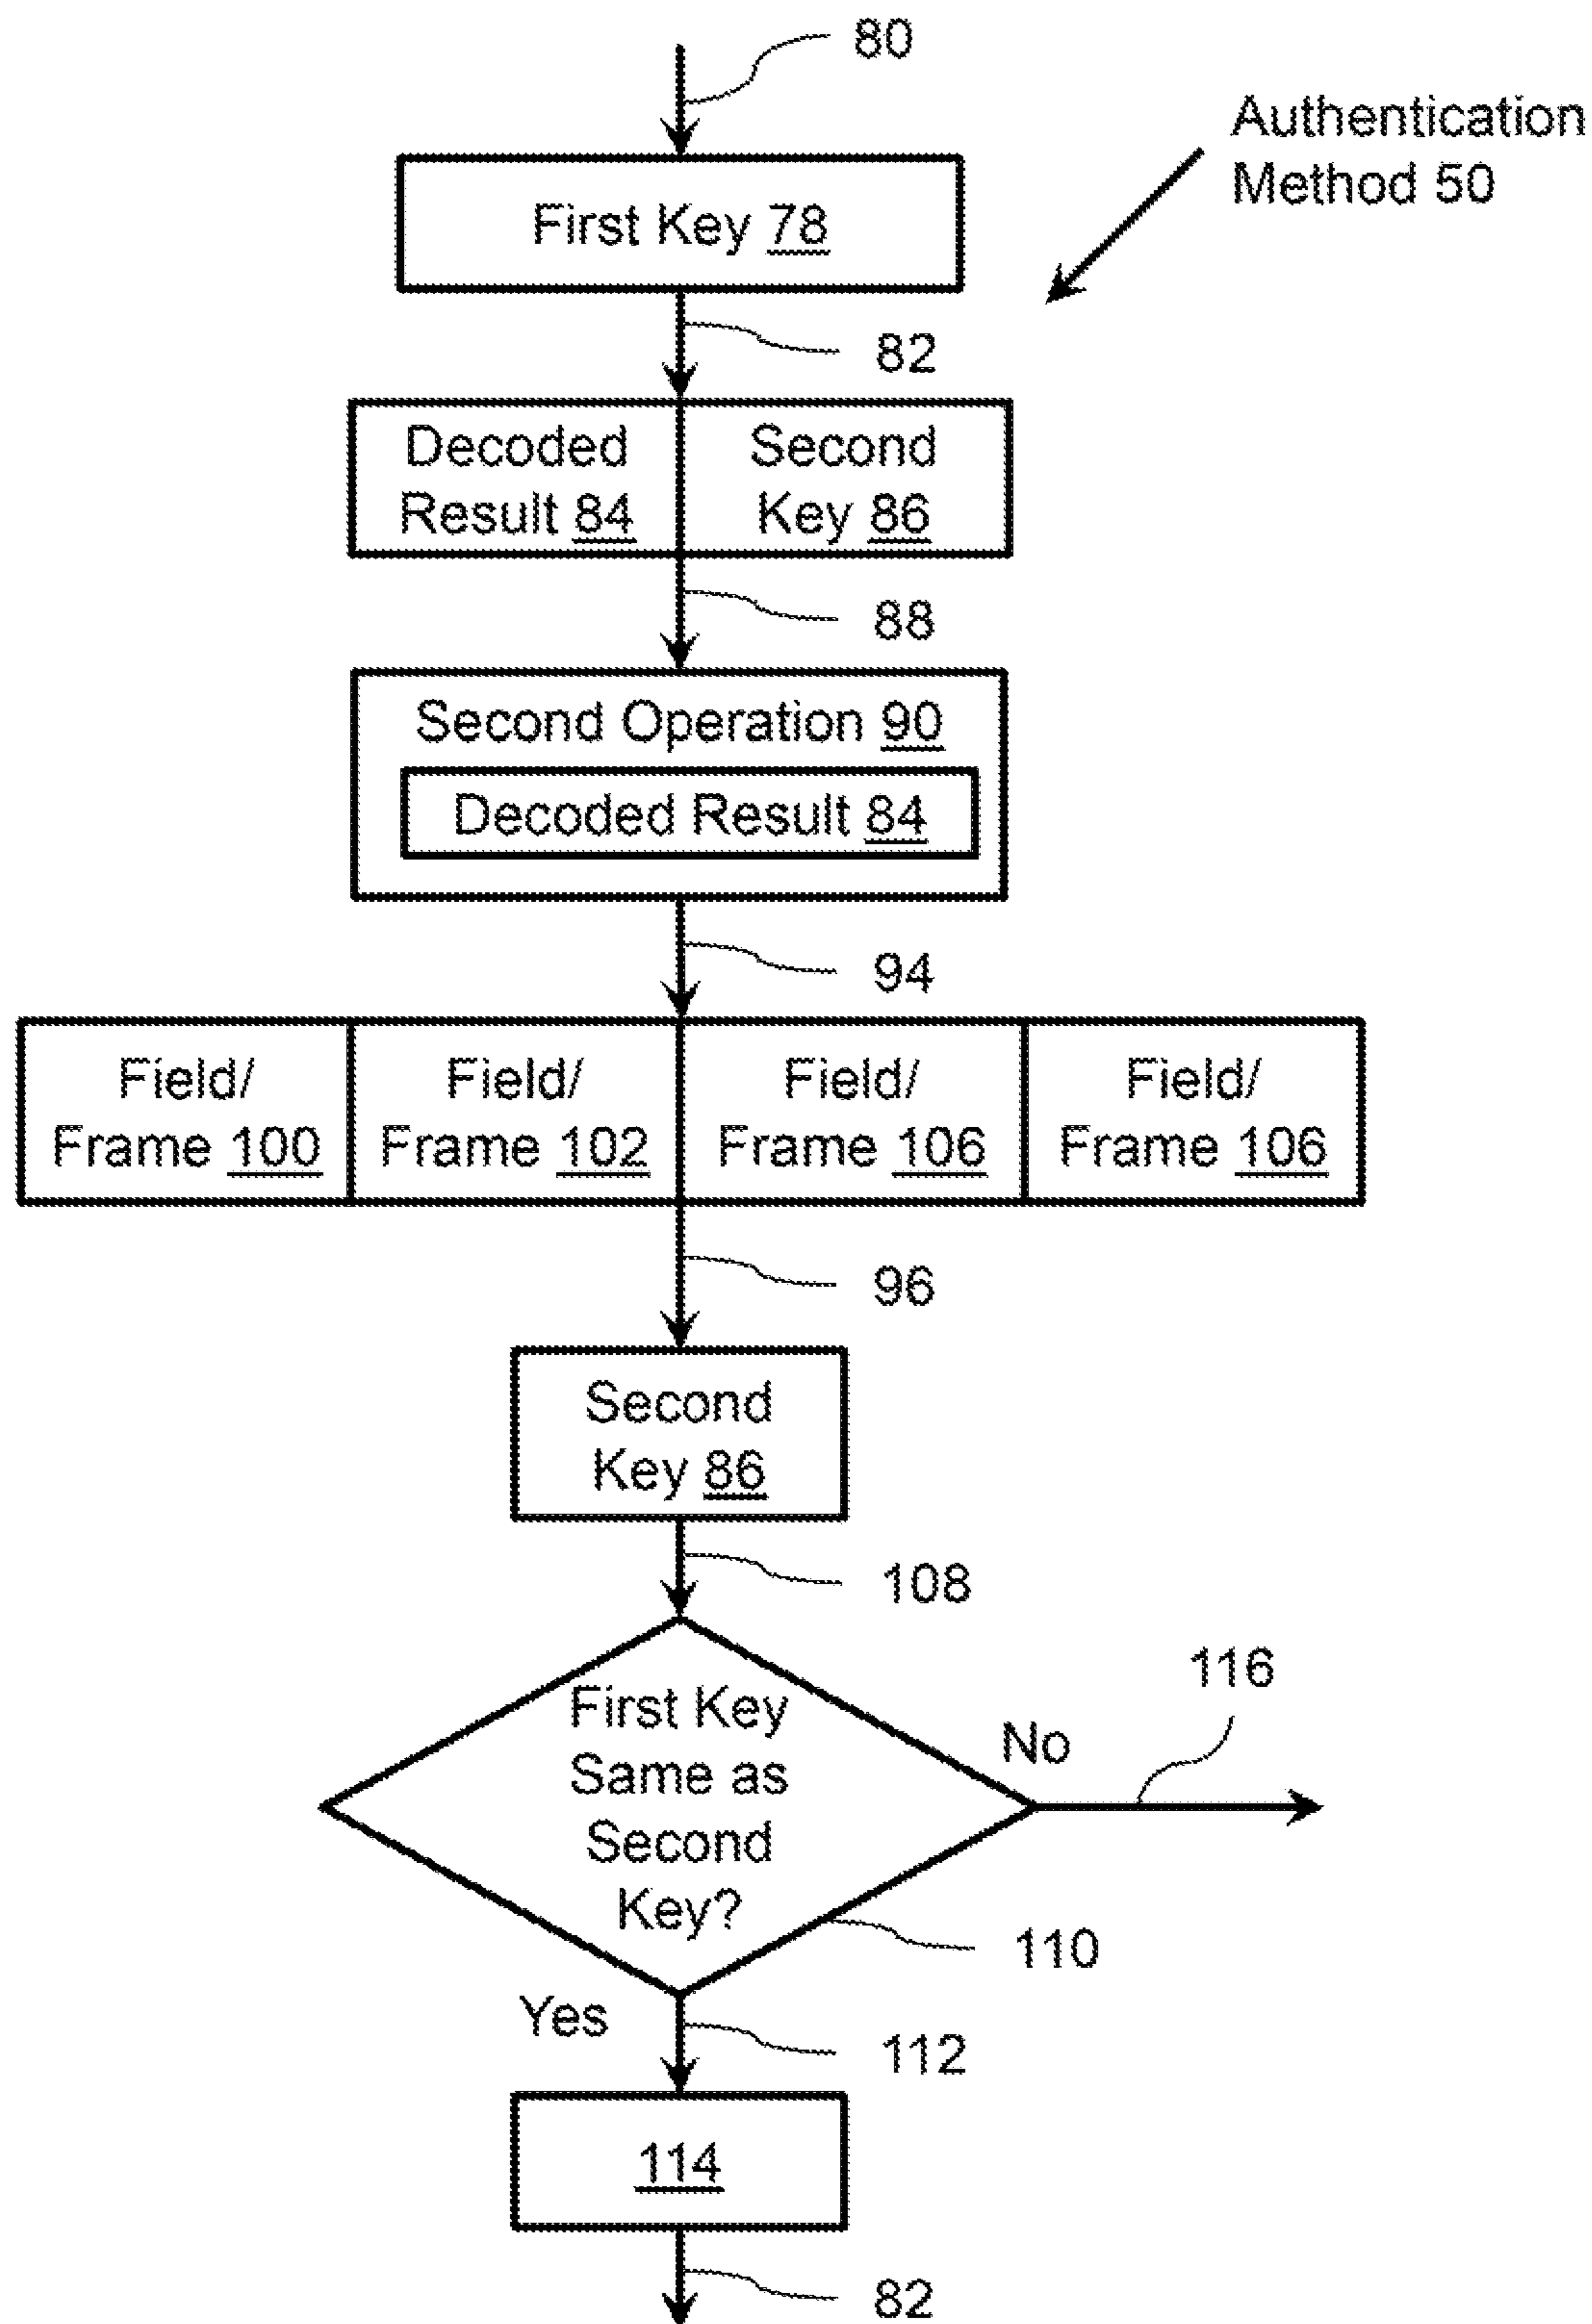 80
Authentication
Method 50
First Key 78
82
Decoded
Result 84
Second
Key 86
88
Second Operation 90
Decoded Result 84
94
Field/
Frame 100
Field/
Frame 102
Field/
Frame 106
Field/
Frame 106
96
Second
Key 86
108
First Key
Same as
Second
Key?
No
116
110
Yes
112
114
82